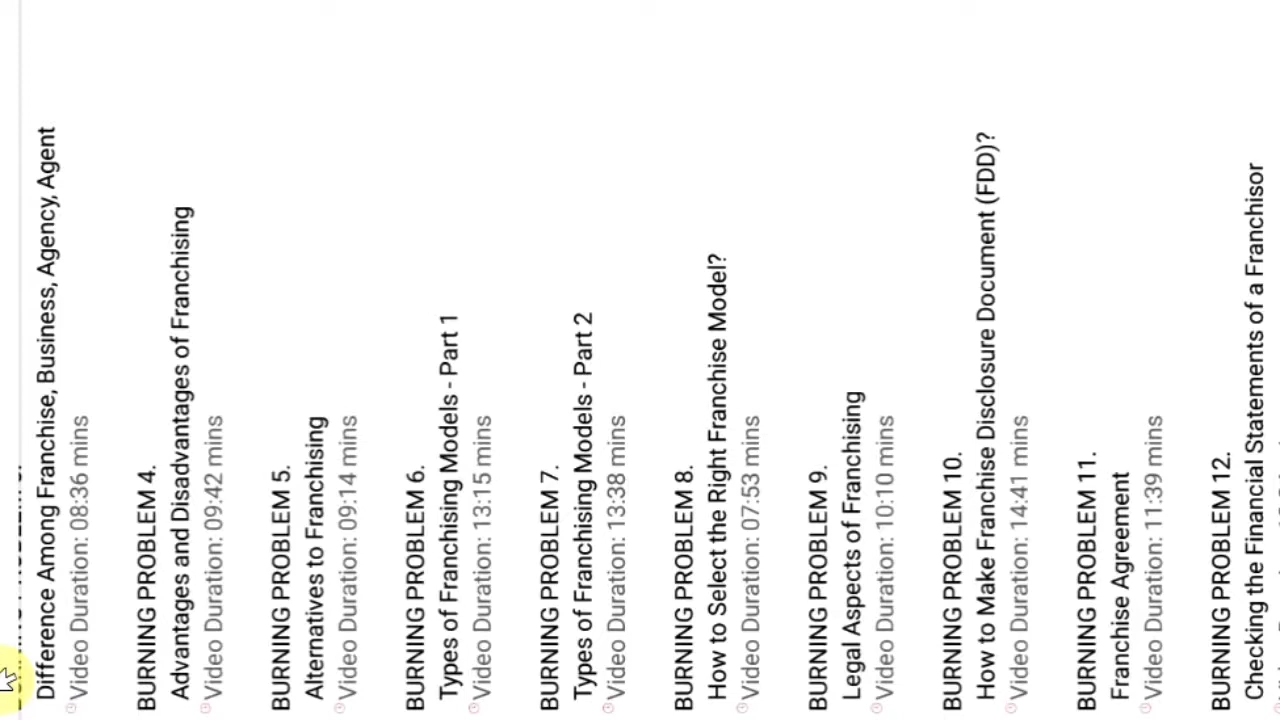 Difference Among Franchise, Business, Agency, Agent
Video Duration: 08:36 mins
BURNING PROBLEM 4.
Advantages and Disadvantages of Franchising
Video Duration: 09:42 mins
BURNING PROBLEM 5.
Alternatives to Franchising
Video Duration: 09:14 mins
BURNING PROBLEM 6.
Types of Franchising Models - Part 1
Video Duration: 13:15 mins
BURNING PROBLEM 7.
Types of Franchising Models - Part 2
Video Duration: 13:38 mins
BURNING PROBLEM 8.
How to Select the Right Franchise Model?
Video Duration: 07:53 mins
BURNING PROBLEM 9.
Legal Aspects of Franchising
Video Duration: 10:10 mins
BURNING PROBLEM 10.
How to Make Franchise Disclosure Document (FDD)?
Video Duration: 14:41 mins
BURNING PROBLEM 11.
Franchise Agreement
Video Duration: 11:39 mins
BURNING PROBLEM 12.
Checking the Financial Statements of a Franchisor